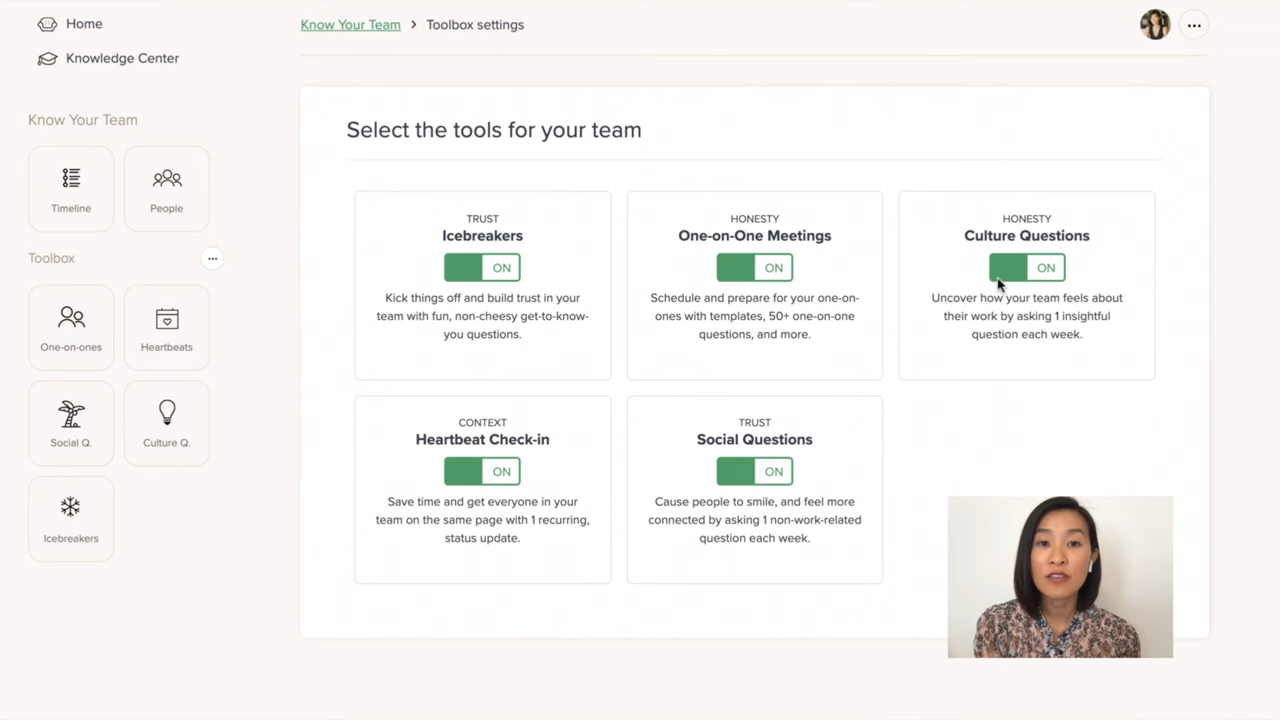 Home
Knowledge Center
Know Your Team
Timeline
People
Toolbox
...
One-on-ones
Heartbeats
Social Q.
Culture Q.
Icebreakers
Know Your Team > Toolbox settings
...
Select the tools for your team
TRUST
Icebreakers
ON
Kick things off and build trust in your
team with fun, non-cheesy get-to-know-
you questions.
HONESTY
One-on-One Meetings
ON
Schedule and prepare for your one-on-
ones with templates, 50+ one-on-one
questions, and more.
HONESTY
Culture Questions
ON
Uncover how your team feels about
their work by asking 1 insightful
question each week.
CONTEXT
Heartbeat Check-in
ON
Save time and get everyone in your
team on the same page with 1 recurring,
status update.
TRUST
Social Questions
ON
Cause people to smile, and feel more
connected by asking 1 non-work-related
question each week.